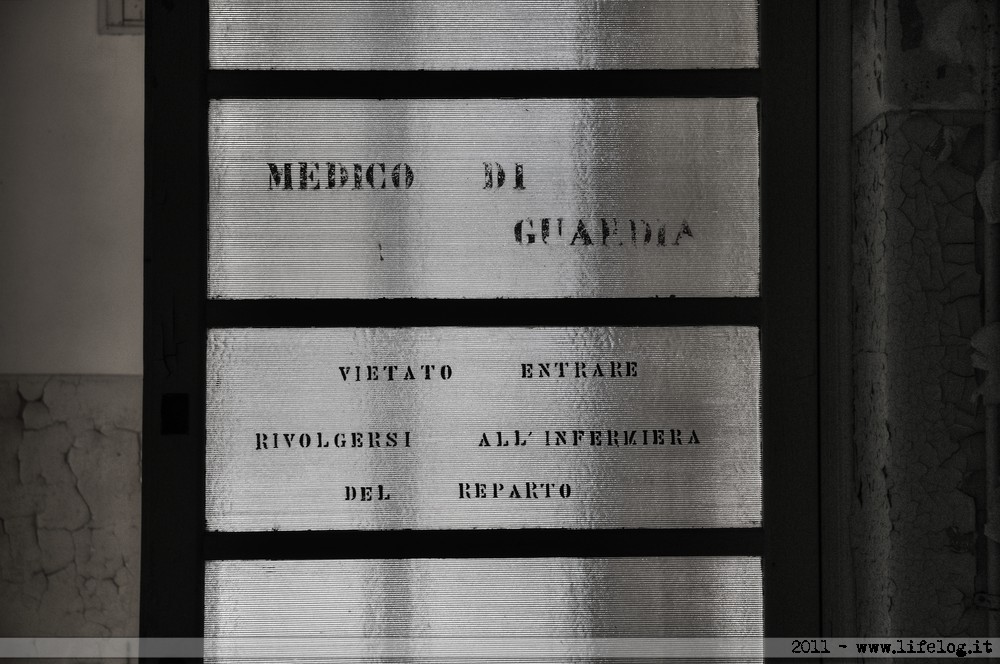 MEDICO DI
GUARDIA
VIETATO ENTRARE
RIVOLGERSI ALL' INFERMIERA
DEL REPARTO
2011 - www.lifelog.it